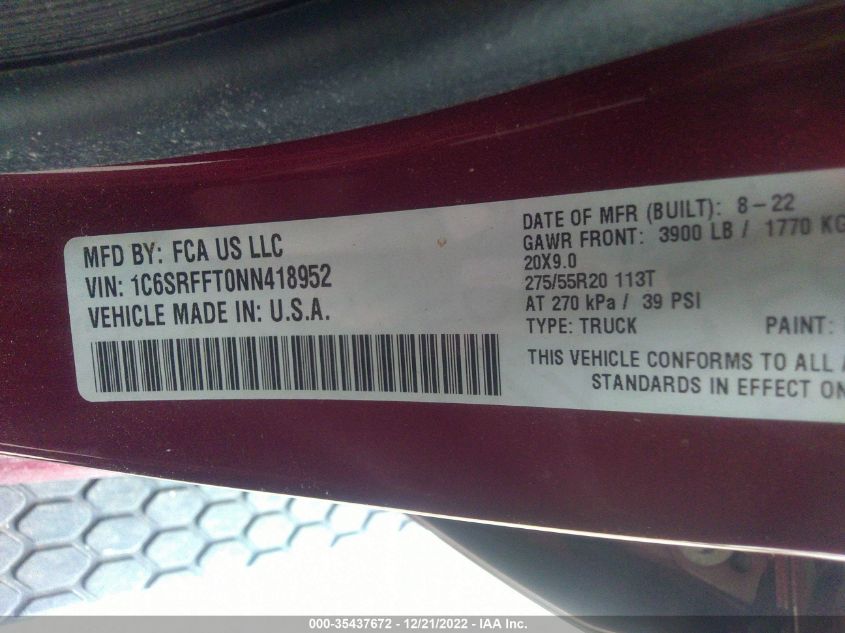 MFD BY: FCA US LLC
VIN: 1C6SRFFT0NN418952
VEHICLE MADE IN: U.S.A.
DATE OF MFR (BUILT): 8-22
GAWR FRONT: 3900 LB / 1770 KG
20X9.0
275/55R20 113T
AT 270 kPa / 39 PSI
TYPE: TRUCK PAINT:
THIS VEHICLE CONFORMS TO ALL
STANDARDS IN EFFECT ON
000-35437672 - 12/21/2022 - IAA Inc.